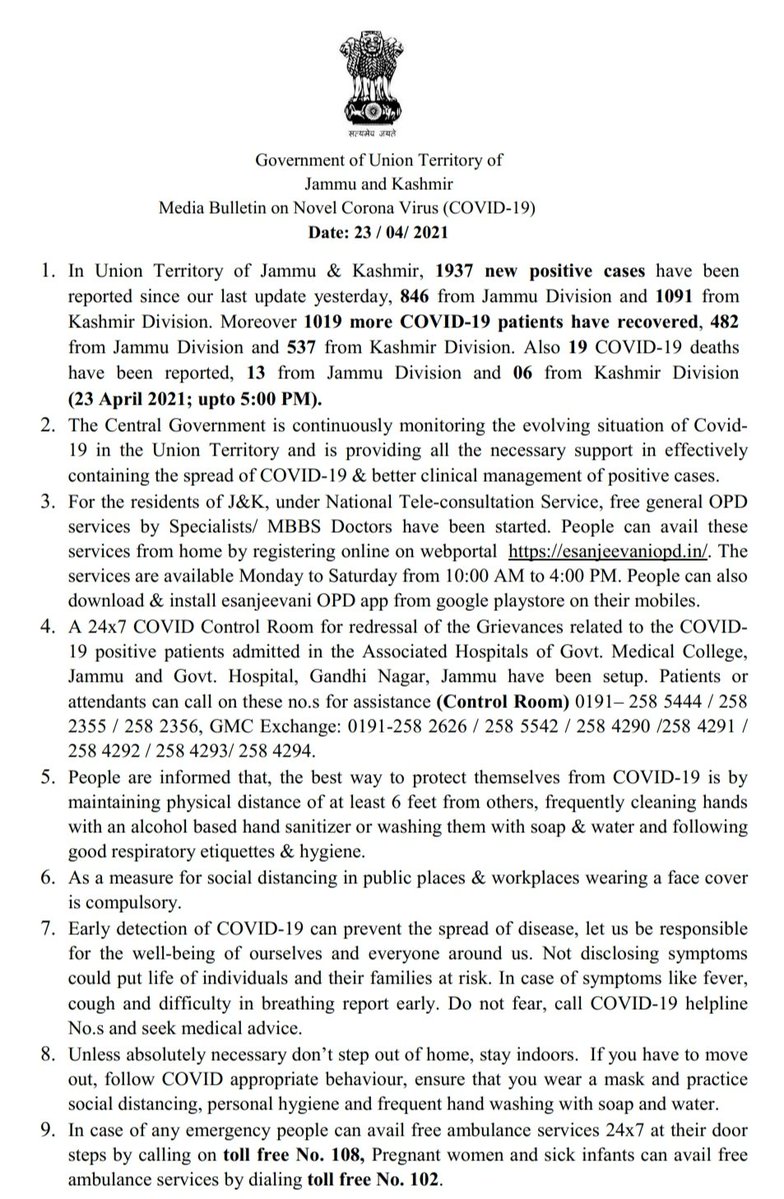 सत्यमेव जयते
Government of Union Territory of
Jammu and Kashmir
Media Bulletin on Novel Corona Virus (COVID-19)
Date: 23 / 04/ 2021
1. In Union Territory of Jammu & Kashmir, 1937 new positive cases have been
reported since our last update yesterday, 846 from Jammu Division and 1091 from
Kashmir Division. Moreover 1019 more COVID-19 patients have recovered, 482
from Jammu Division and 537 from Kashmir Division. Also 19 COVID-19 deaths
have been reported, 13 from Jammu Division and 06 from Kashmir Division
(23 April 2021; upto 5:00 PM).
2. The Central Government is continuously monitoring the evolving situation of Covid-
19 in the Union Territory and is providing all the necessary support in effectively
containing the spread of COVID-19 & better clinical management of positive cases.
3. For the residents of J&K, under National Tele-consultation Service, free general OPD
services by Specialists/ MBBS Doctors have been started. People can avail these
services from home by registering online on webportal https://esanjeevaniopd.in/. The
services are available Monday to Saturday from 10:00 AM to 4:00 PM. People can also
download & install esanjeevani OPD app from google playstore on their mobiles.
4. A 24x7 COVID Control Room for redressal of the Grievances related to the COVID-
19 positive patients admitted in the Associated Hospitals of Govt. Medical College,
Jammu and Govt. Hospital, Gandhi Nagar, Jammu have been setup. Patients or
attendants can call on these no.s for assistance (Control Room) 0191– 258 5444 / 258
2355 / 258 2356, GMC Exchange: 0191-258 2626 / 258 5542 / 258 4290 /258 4291 /
258 4292 / 258 4293/ 258 4294.
5. People are informed that, the best way to protect themselves from COVID-19 is by
maintaining physical distance of at least 6 feet from others, frequently cleaning hands
with an alcohol based hand sanitizer or washing them with soap & water and following
good respiratory etiquettes & hygiene.
6. As a measure for social distancing in public places & workplaces wearing a face cover
is compulsory.
7. Early detection of COVID-19 can prevent the spread of disease, let us be responsible
for the well-being of ourselves and everyone around us. Not disclosing symptoms
could put life of individuals and their families at risk. In case of symptoms like fever,
cough and difficulty in breathing report early. Do not fear, call COVID-19 helpline
No.s and seek medical advice.
8. Unless absolutely necessary don’t step out of home, stay indoors. If you have to move
out, follow COVID appropriate behaviour, ensure that you wear a mask and practice
social distancing, personal hygiene and frequent hand washing with soap and water.
9. In case of any emergency people can avail free ambulance services 24x7 at their door
steps by calling on toll free No. 108, Pregnant women and sick infants can avail free
ambulance services by dialing toll free No. 102.